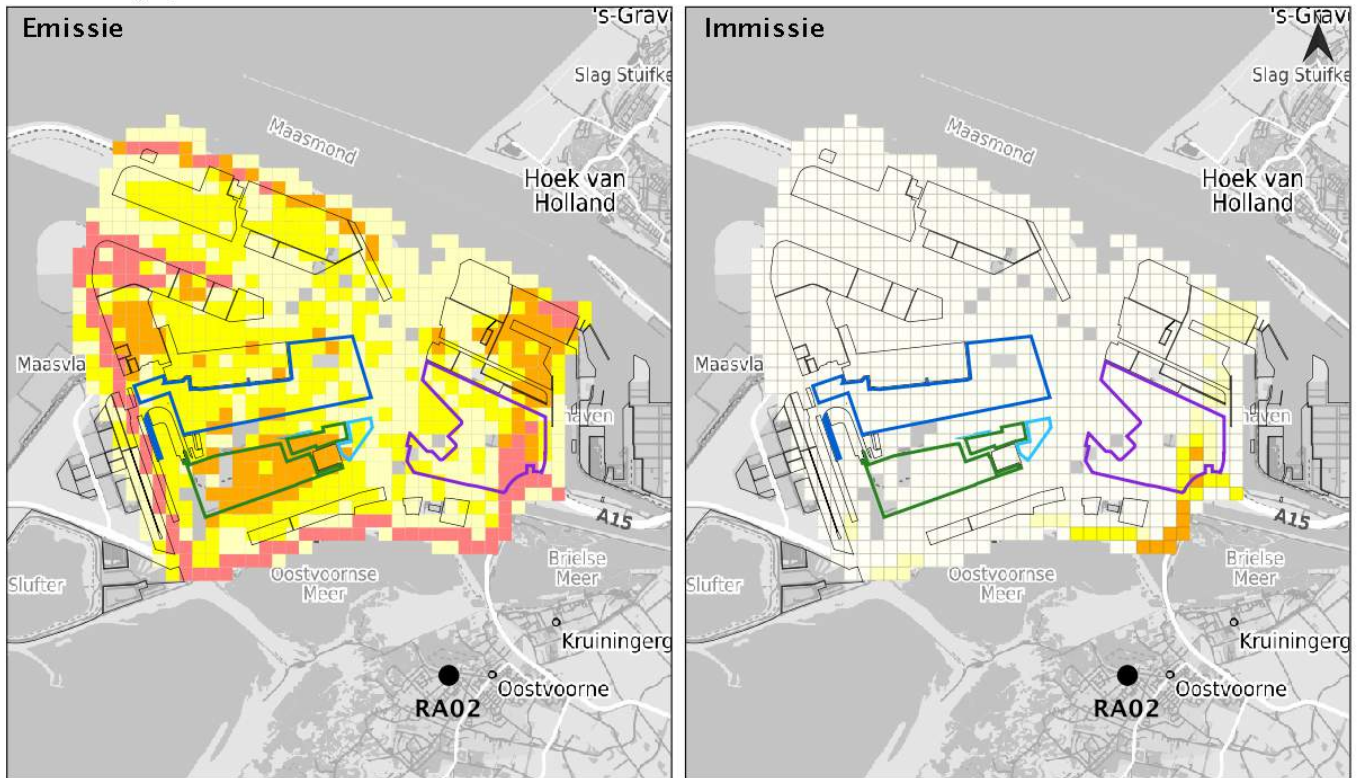 Emissie
's-Grav
Slag Stuifke
Maasmond
Hoek van
Holland
Maasvla
haven
A15
Slufter
Oostvoornse
Meer
Brielse
Meer
Kruiningerg
Oostvoorne
RA02
Immissie
's-Grav
Slag Stuifke
Maasmond
Hoek van
Holland
Maasvla
haven
A15
Slufter
Oostvoornse
Meer
Brielse
Meer
Kruiningerg
Oostvoorne
RA02